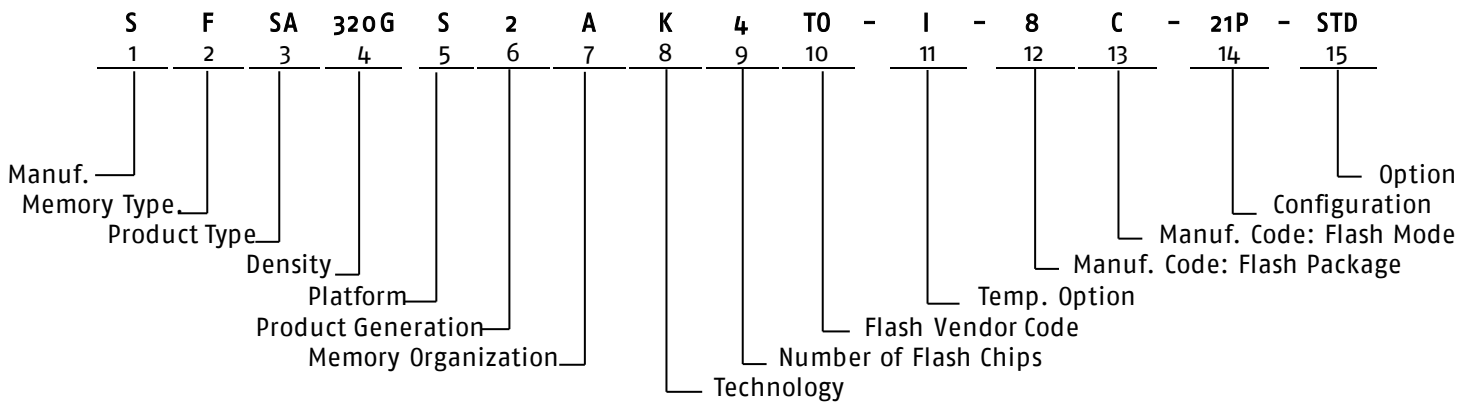 S F SA 320G S 2 A K 4 TO - I - 8 C - 21P - STD
1 2 3 4 5 6 7 8 9 10 11 12 13 14 15
Manuf. Option
Memory Type. Configuration
Product Type Manuf. Code: Flash Mode
Density Manuf. Code: Flash Package
Platform Temp. Option
Product Generation Flash Vendor Code
Memory Organization Number of Flash Chips
Technology